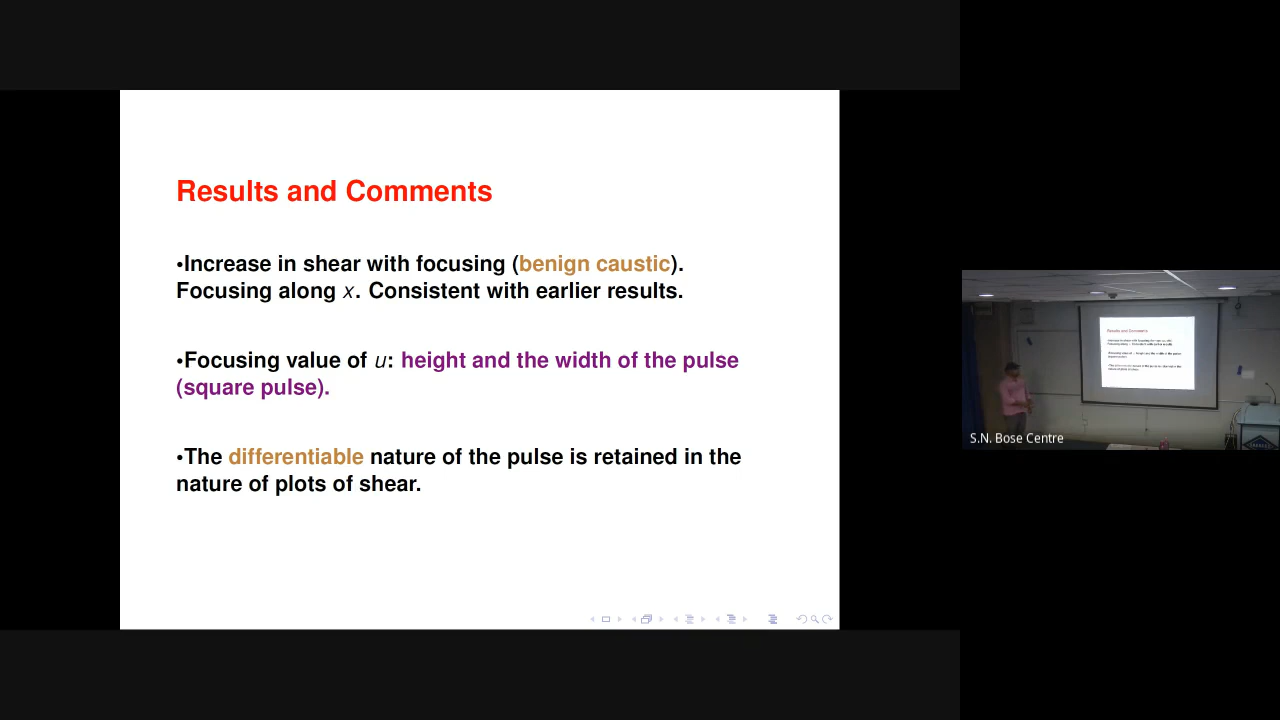 Results and Comments
•Increase in shear with focusing (benign caustic).
Focusing along x. Consistent with earlier results.
•Focusing value of u: height and the width of the pulse
(square pulse).
•The differentiable nature of the pulse is retained in the
nature of plots of shear.
S.N. Bose Centre